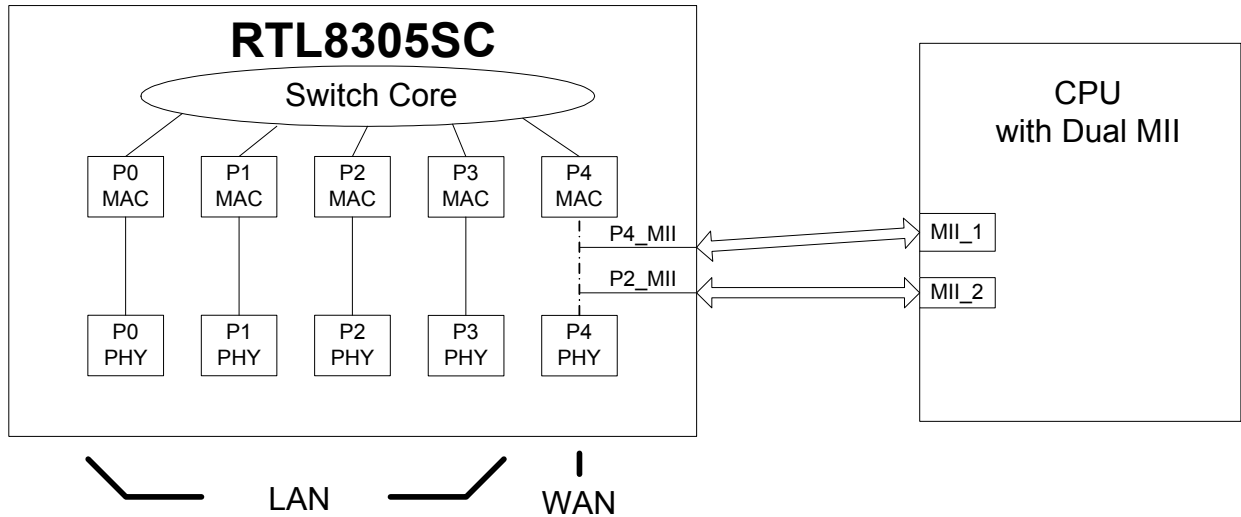 RTL8305SC
Switch Core
CPU
with Dual MII
P0
MAC
P1
MAC
P2
MAC
P3
MAC
P4
MAC
P4_MII
MII_1
P2_MII
MII_2
P0
PHY
P1
PHY
P2
PHY
P3
PHY
P4
PHY
LAN
WAN